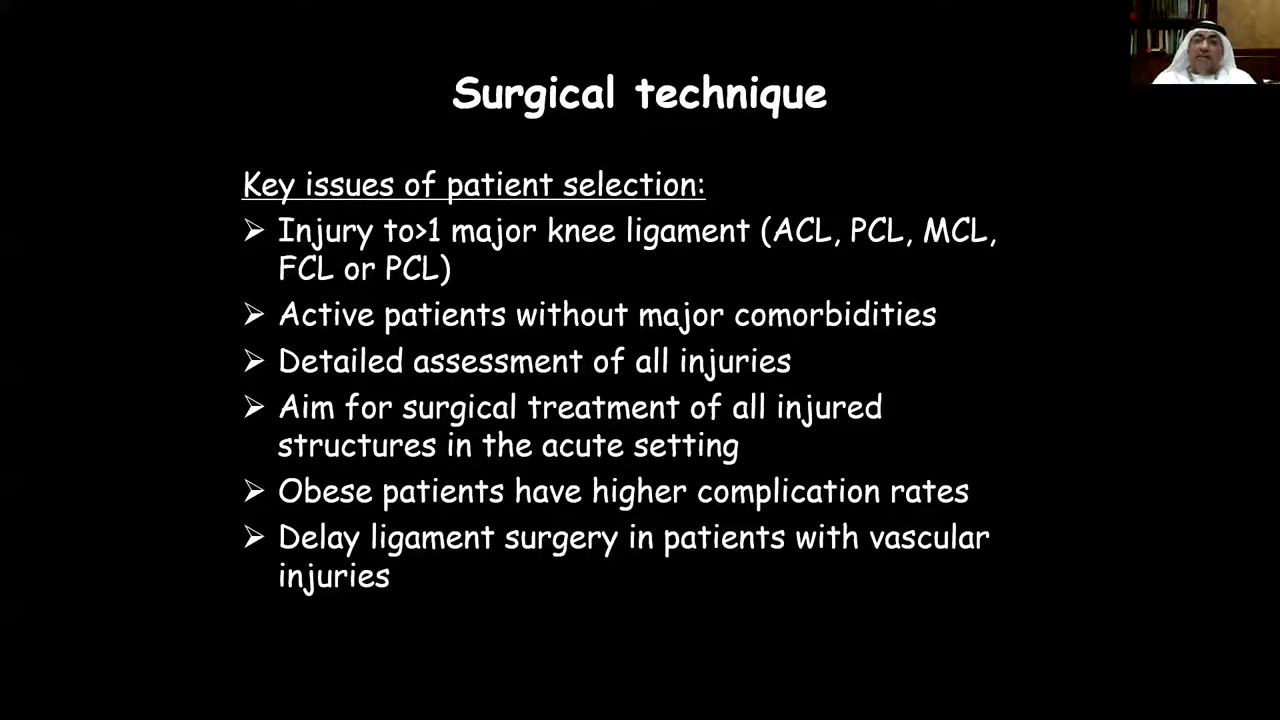 Surgical technique
Key issues of patient selection:
➢ Injury to>1 major knee ligament (ACL, PCL, MCL,
FCL or PCL)
➢ Active patients without major comorbidities
➢ Detailed assessment of all injuries
➢ Aim for surgical treatment of all injured
structures in the acute setting
➢ Obese patients have higher complication rates
➢ Delay ligament surgery in patients with vascular
injuries